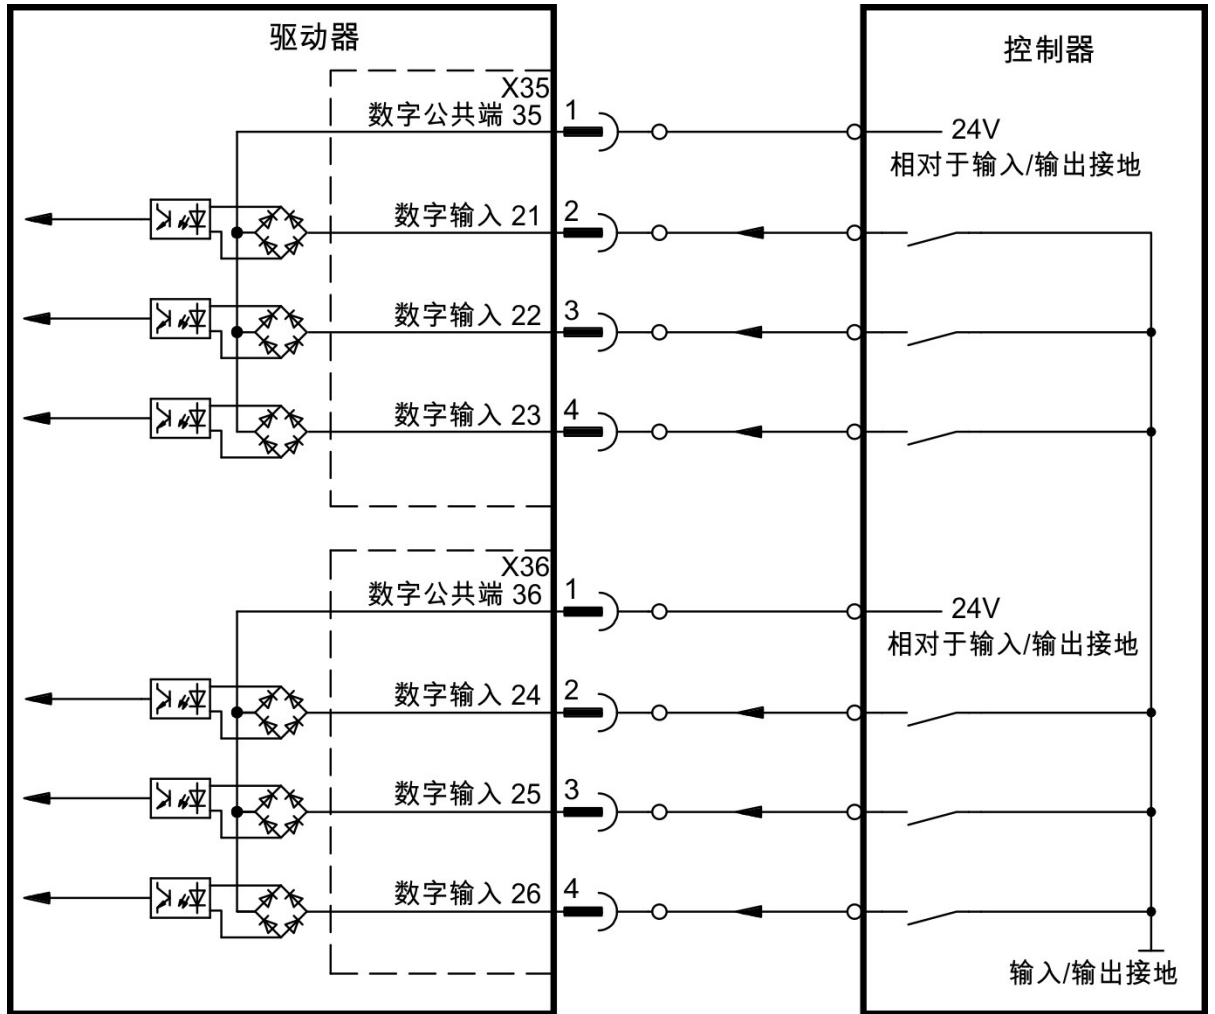 驱动器
控制器
X35
数字公共端 35
1
24V
相对于输入/输出接地
数字输入 21
2
数字输入 22
3
数字输入 23
4
X36
数字公共端 36
1
24V
相对于输入/输出接地
数字输入 24
2
数字输入 25
3
数字输入 26
4
输入/输出接地